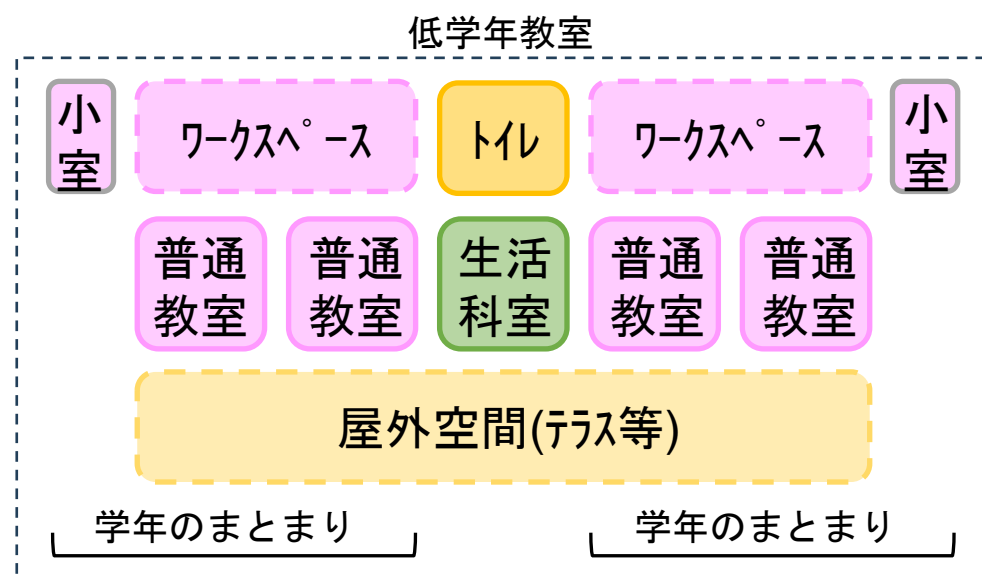 低学年教室
小
室
ﾜｰｸｽﾍﾟｰｽ
ﾄｲﾚ
ﾜｰｸｽﾍﾟｰｽ
小
室
普通
教室
普通
教室
生活
科室
普通
教室
普通
教室
屋外空間(ﾃﾗｽ等)
学年のまとまり
学年のまとまり